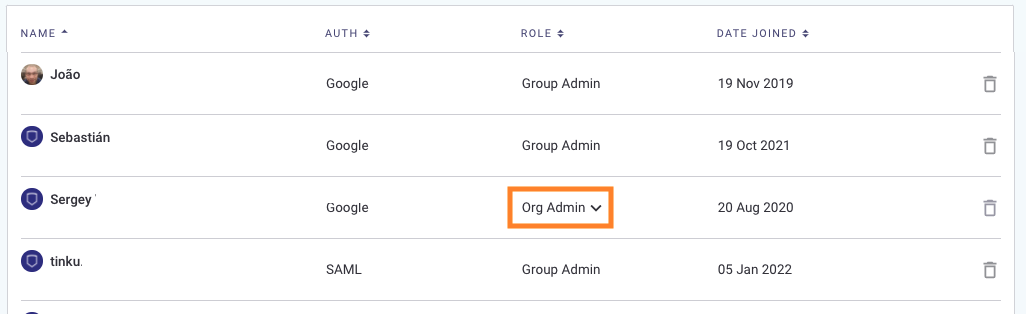 NAME AUTH ROLE DATE JOINED
João Google Group Admin 19 Nov 2019
Sebastián Google Group Admin 19 Oct 2021
Sergey Google Org Admin 20 Aug 2020
tinku. SAML Group Admin 05 Jan 2022